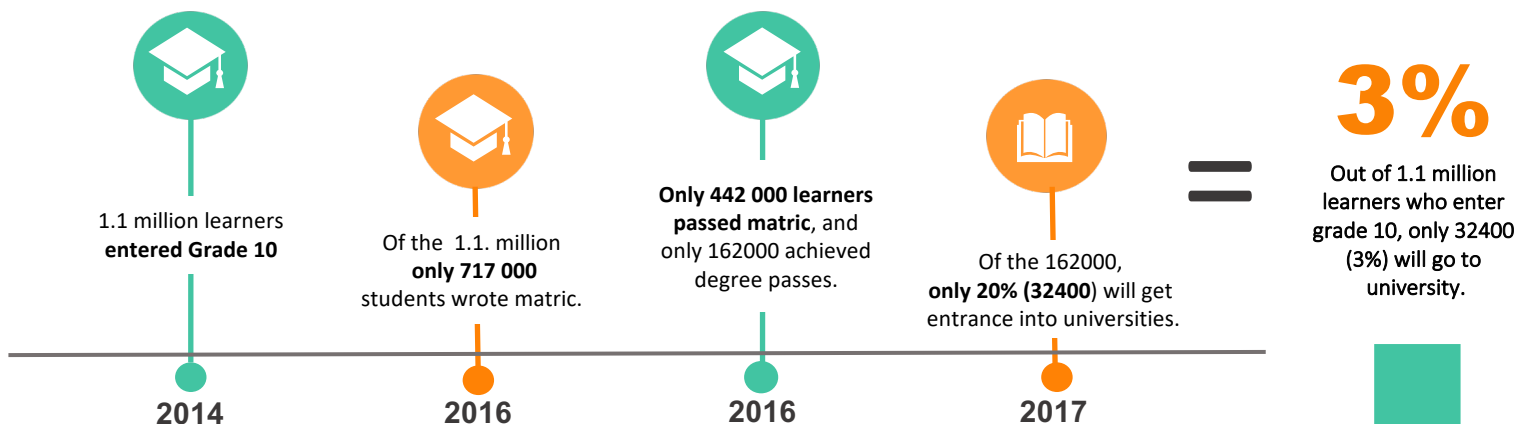 1.1 million learners
entered Grade 10
2014
Of the 1.1. million
only 717 000
students wrote matric.
2016
Only 442 000 learners
passed matric, and
only 162000 achieved
degree passes.
2016
Of the 162000,
only 20% (32400) will get
entrance into universities.
2017
=
3%
Out of 1.1 million
learners who enter
grade 10, only 32400
(3%) will go to
university.